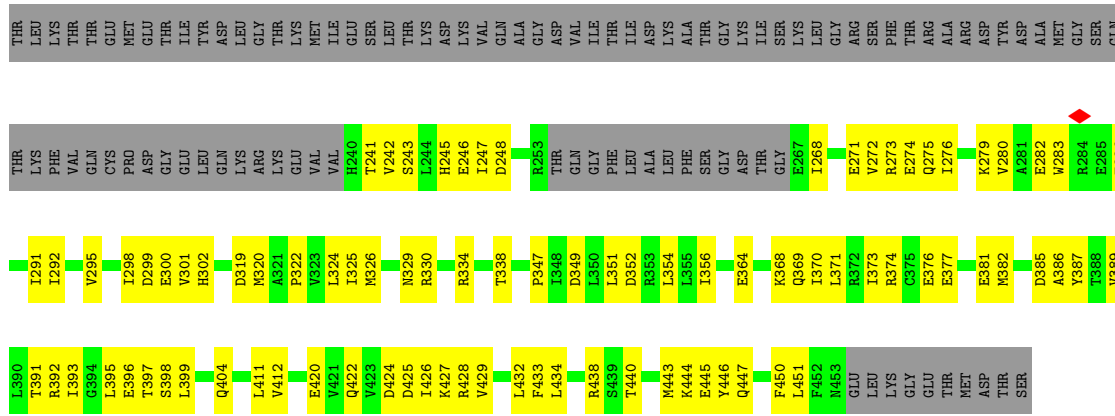 THR LEU LYS THR THR GLU MET GLU THR ILE TYR ASP LEU GLY THR LYS MET ILE GLU SER LEU THR LYS ASP LYS VAL GLN ALA GLY ASP VAL ILE THR ILE ASP LYS ALA THR GLY LYS ILE SER LYS LEU GLY ARG SER PHE THR ARG ALA ARG ASP TYR ASP ALA MET GLY SER GLN
THR LYS PHE VAL GLN CYS PRO ASP GLY GLU LEU GLN LYS ARG LYS GLU VAL VAL H240 T241 V242 S243 L244 H245 E246 I247 D248 R253 THR GLN GLY PHE LEU ALA LEU PHE SER GLY ASP THR GLY E267 I268 E271 V272 R273 E274 Q275 I276 K279 V280 A281 E282 W283 R284 E285
I291 I292 V295 I298 D299 E300 V301 H302 D319 M320 A321 P322 V323 L324 I325 M326 N329 R330 R334 T338 P347 I348 D349 L350 L351 D352 R353 L354 L355 I356 E364 K368 Q369 I370 L371 R372 I373 R374 C375 E376 E377 E381 M382 D385 A386 Y387 T388 V389
L390 T391 R392 I393 G394 L395 E396 T397 S398 L399 Q404 L411 V412 E420 V421 Q422 V423 D424 D425 I426 K427 R428 V429 L432 F433 L434 R438 S439 T440 M443 K444 E445 Y446 Q447 F450 L451 F452 N453 GLU LEU LYS GLY GLU THR MET ASP THR SER